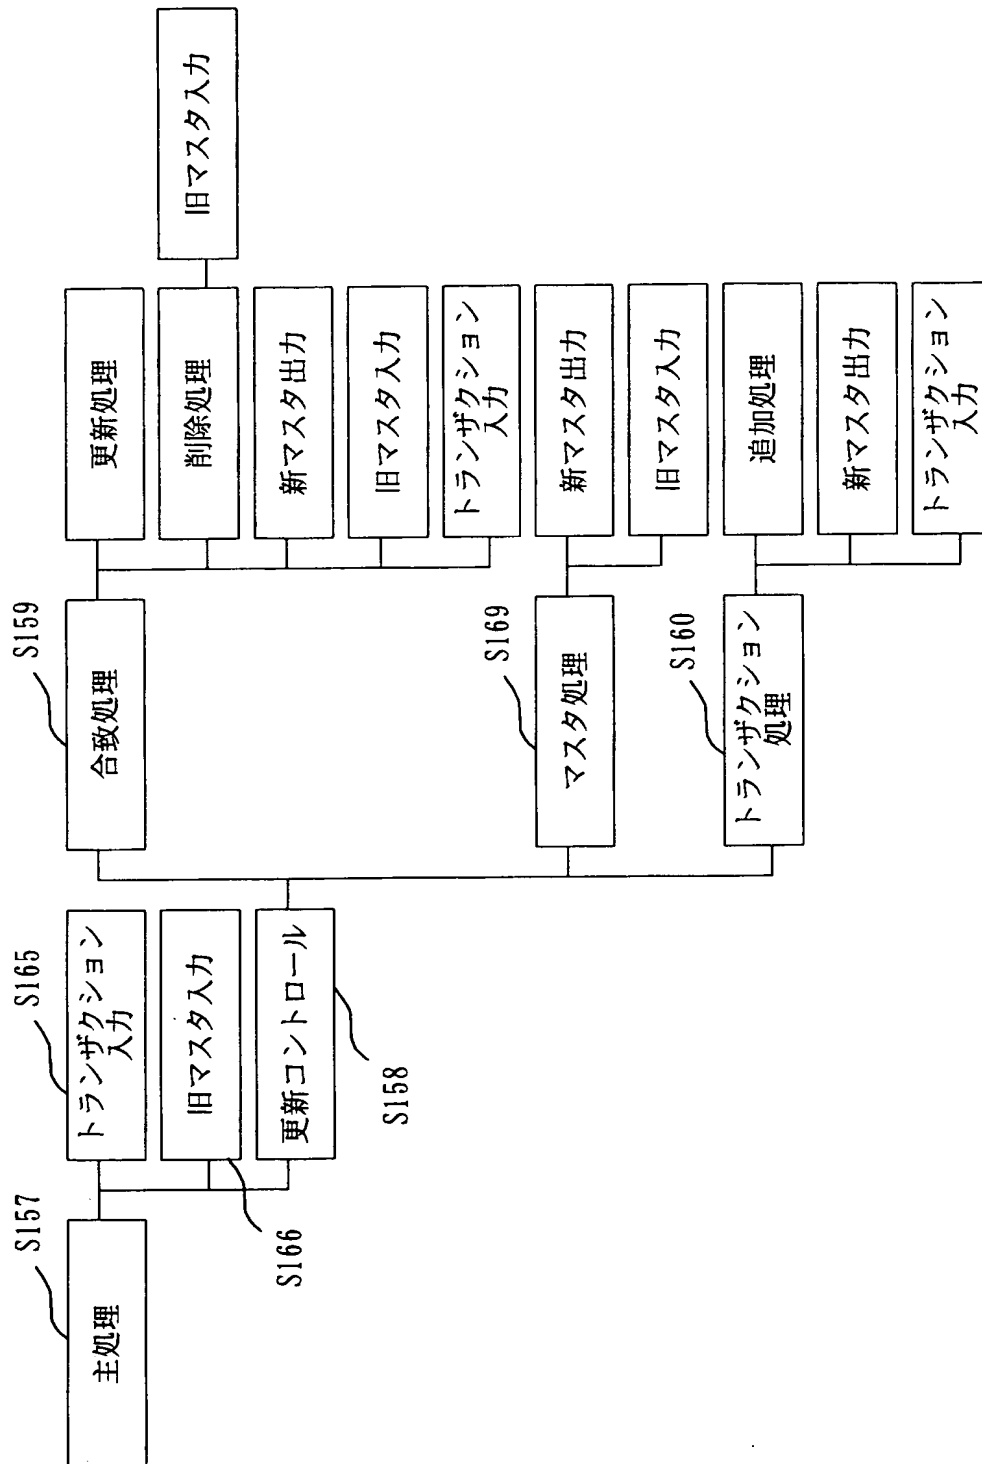 S157
主処理
S165
トランザクション
入力
S166
旧マスタ入力
更新コントロール
S158
S159
合致処理
更新処理
削除処理
旧マスタ入力
新マスタ出力
旧マスタ入力
トランザクション
入力
S169
マスタ処理
新マスタ出力
旧マスタ入力
S160
トランザクション
処理
追加処理
新マスタ出力
トランザクション
入力